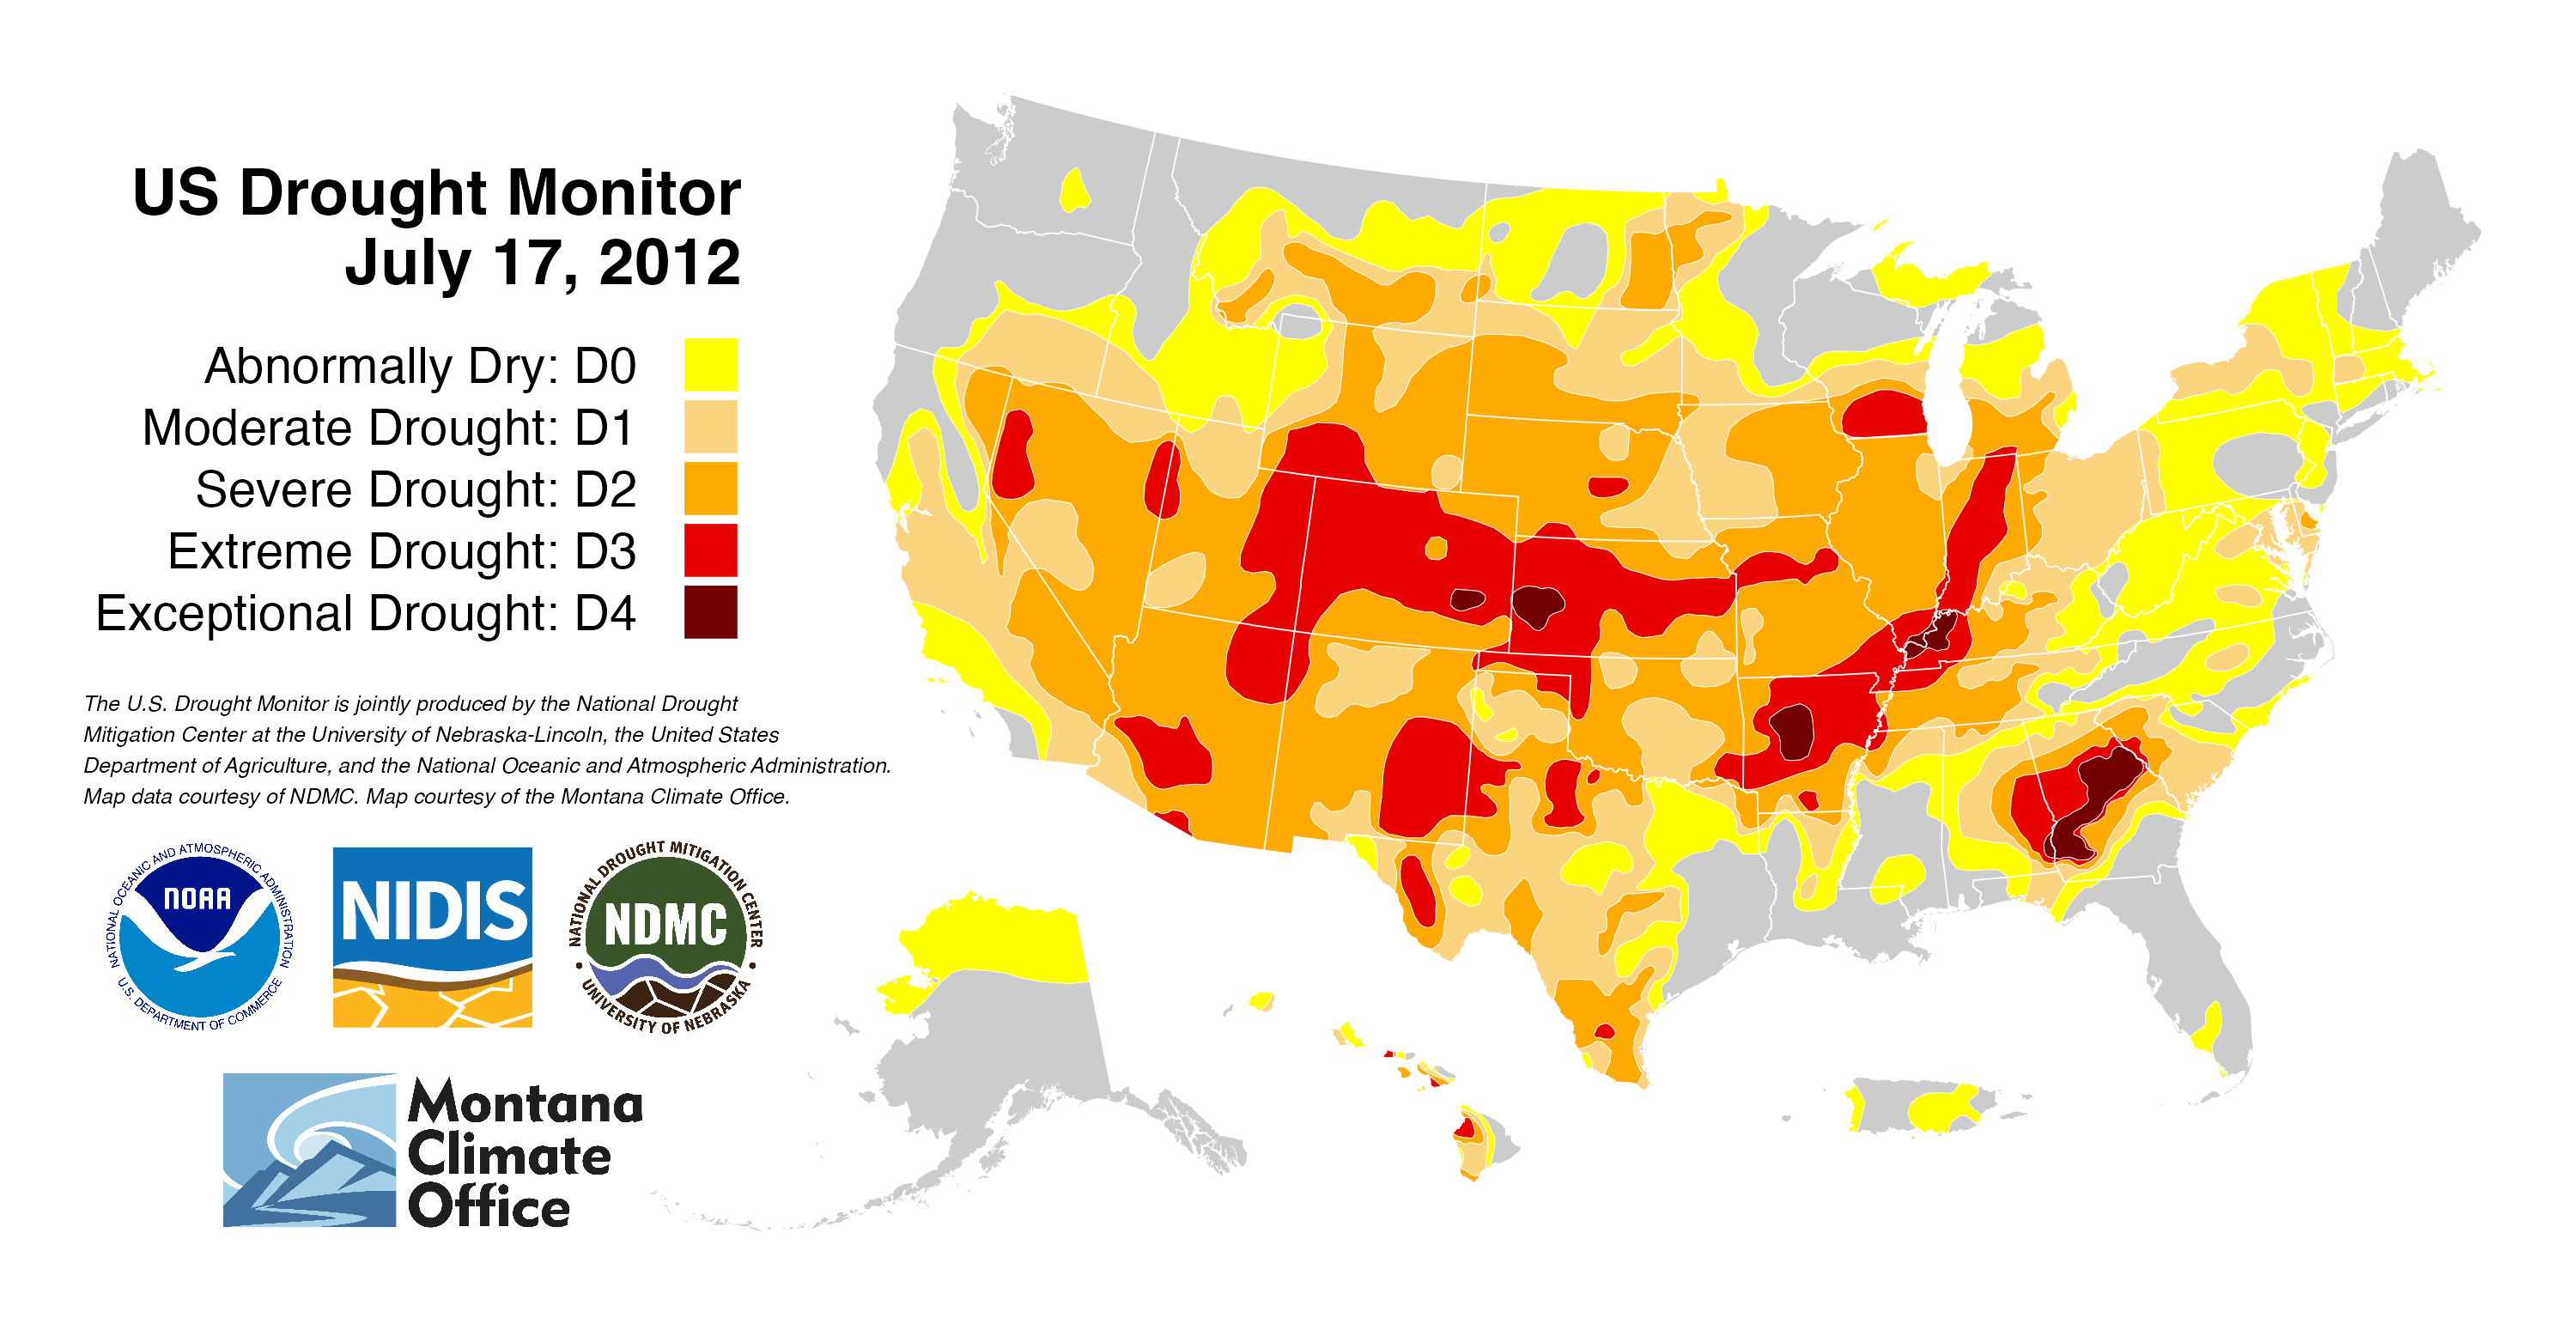 US Drought Monitor
July 17, 2012
Abnormally Dry: D0
Moderate Drought: D1
Severe Drought: D2
Extreme Drought: D3
Exceptional Drought: D4
The U.S. Drought Monitor is jointly produced by the National Drought
Mitigation Center at the University of Nebraska-Lincoln, the United States
Department of Agriculture, and the National Oceanic and Atmospheric Administration.
Map data courtesy of NDMC. Map courtesy of the Montana Climate Office.
NATIONAL OCEANIC AND ATMOSPHERIC ADMINISTRATION
NOAA
U.S. DEPARTMENT OF COMMERCE
NIDIS
NATIONAL DROUGHT MITIGATION CENTER
NDMC
• UNIVERSITY OF NEBRASKA •
Montana
Climate
Office